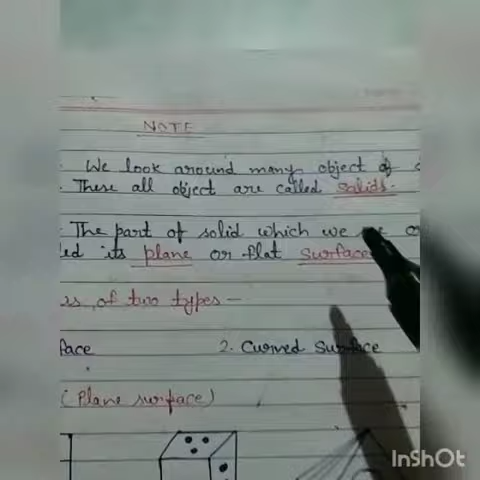 NOTE
We look around many object of
These all object are called solids.
The part of solid which we
its plane or flat surface
of two types -
face 2. Curved Surface
(Plane surface)
InShOt